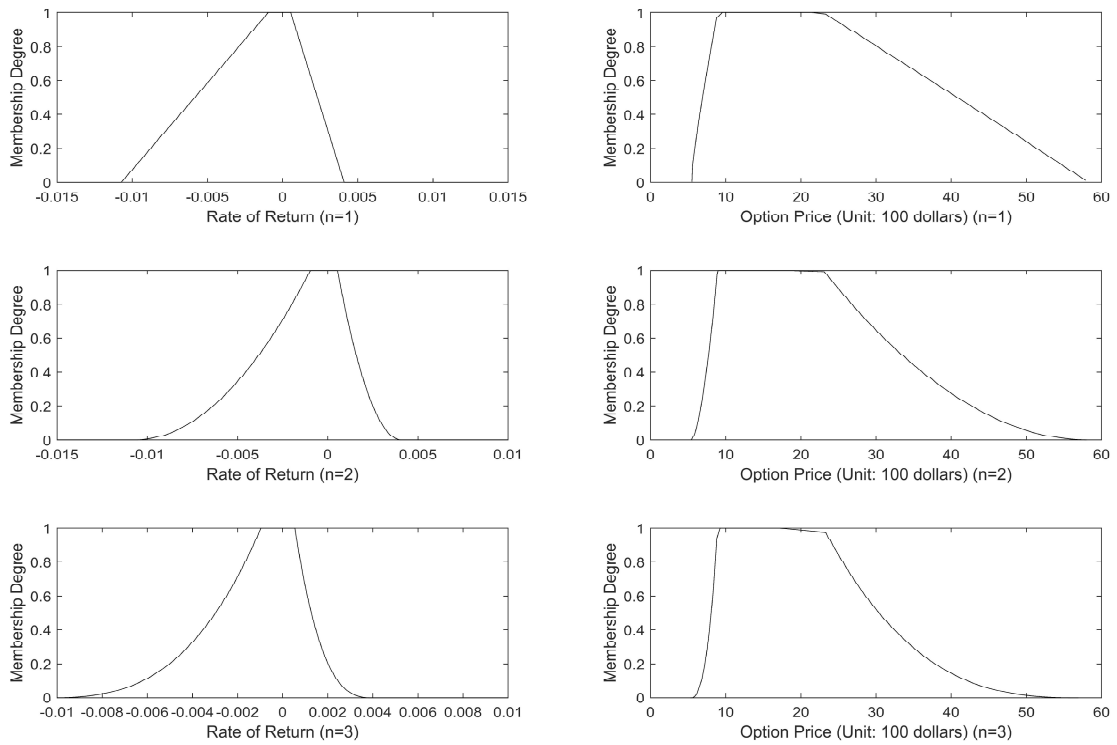 Membership Degree
1
0.8
0.6
0.4
0.2
0
-0.015 -0.01 -0.005 0 0.005 0.01 0.015
Rate of Return (n=1)
Membership Degree
1
0.8
0.6
0.4
0.2
0
0 10 20 30 40 50 60
Option Price (Unit: 100 dollars) (n=1)
Membership Degree
1
0.8
0.6
0.4
0.2
0
-0.015 -0.01 -0.005 0 0.005 0.01
Rate of Return (n=2)
Membership Degree
1
0.8
0.6
0.4
0.2
0
0 10 20 30 40 50 60
Option Price (Unit: 100 dollars) (n=2)
Membership Degree
1
0.8
0.6
0.4
0.2
0
-0.01 -0.008 -0.006 -0.004 -0.002 0 0.002 0.004 0.006 0.008 0.01
Rate of Return (n=3)
Membership Degree
1
0.8
0.6
0.4
0.2
0
0 10 20 30 40 50 60
Option Price (Unit: 100 dollars) (n=3)